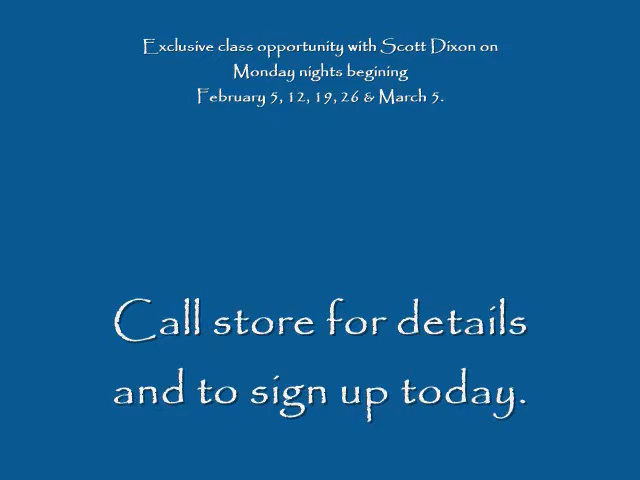 Exclusive class opportunity with Scott Dixon on
Monday nights begining
February 5, 12, 19, 26 & March 5.
Call store for details
and to sign up today.